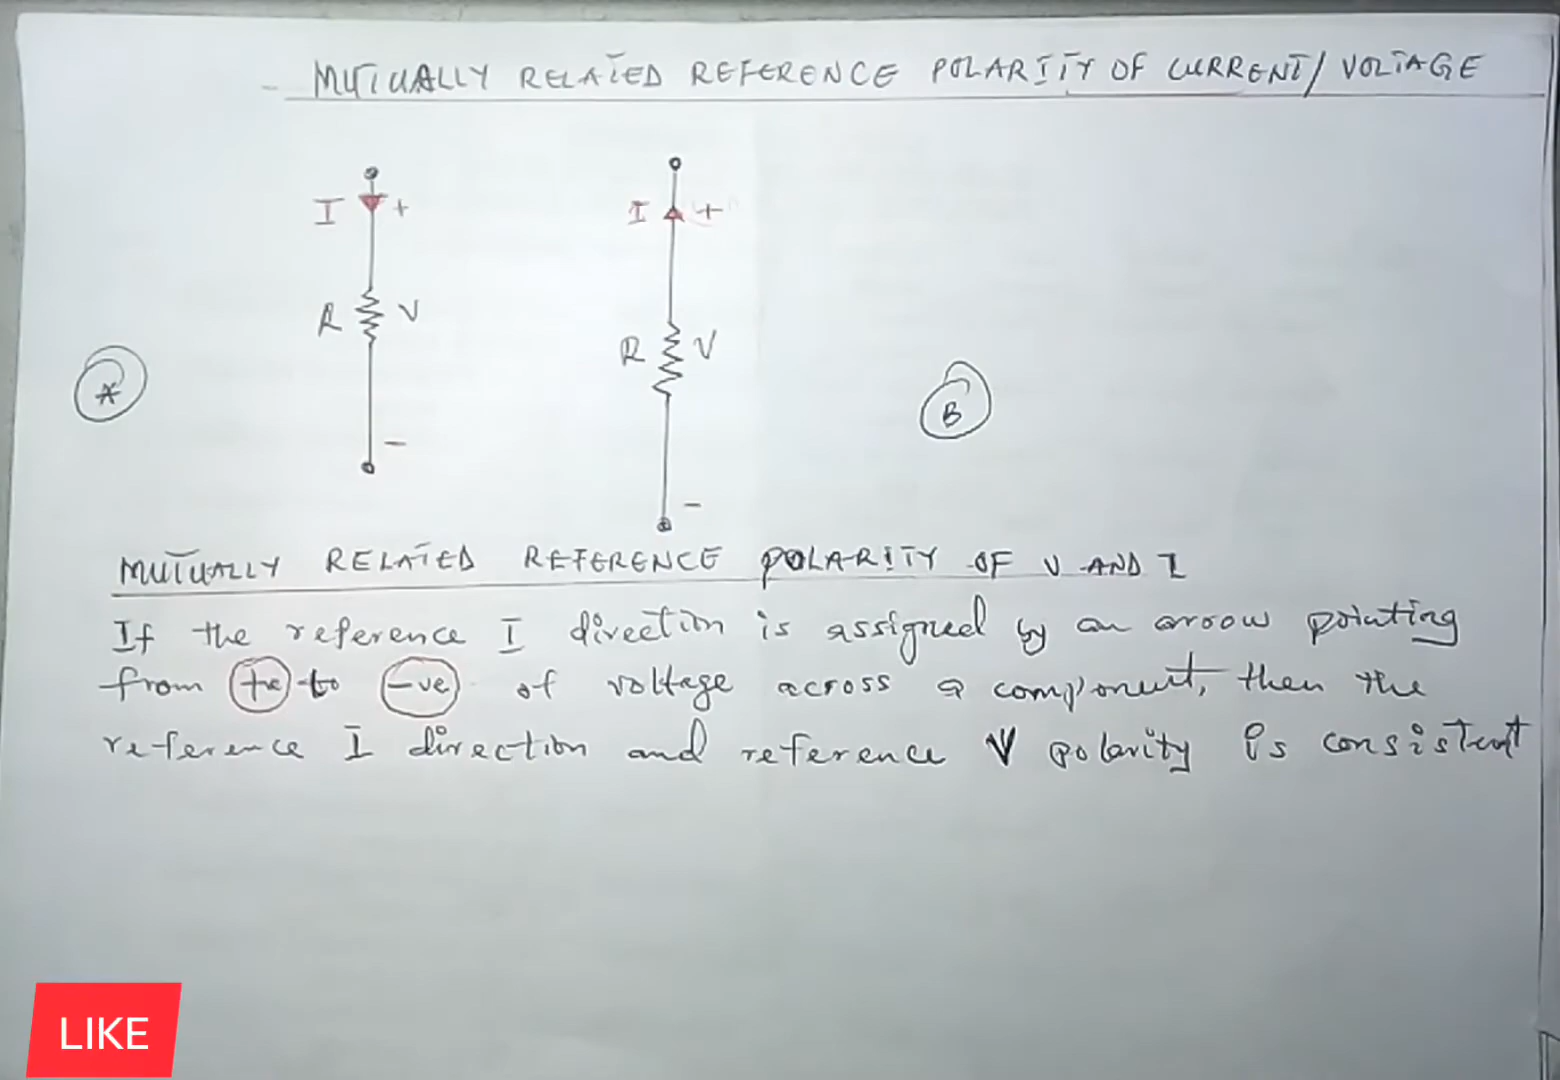 MUTUALLY RELATED REFERENCE POLARITY OF CURRENT/ VOLTAGE
I +
I +
R V
R V
A
B
-
-
MUTUALLY RELATED REFERENCE POLARITY OF V AND I
If the reference I direction is assigned by an arrow pointing
from +ve to -ve of voltage across a component, then the
reference I direction and reference V polarity is consistent
LIKE